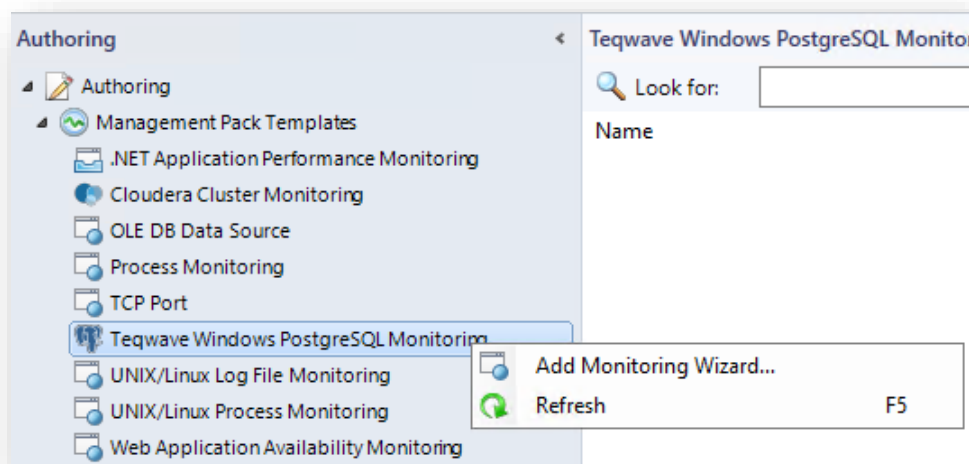 Authoring
Teqwave Windows PostgreSQL Monitor
Authoring
Look for:
Management Pack Templates
Name
.NET Application Performance Monitoring
Cloudera Cluster Monitoring
OLE DB Data Source
Process Monitoring
TCP Port
Teqwave Windows PostgreSQL Monitoring
Add Monitoring Wizard...
UNIX/Linux Log File Monitoring
Refresh F5
UNIX/Linux Process Monitoring
Web Application Availability Monitoring